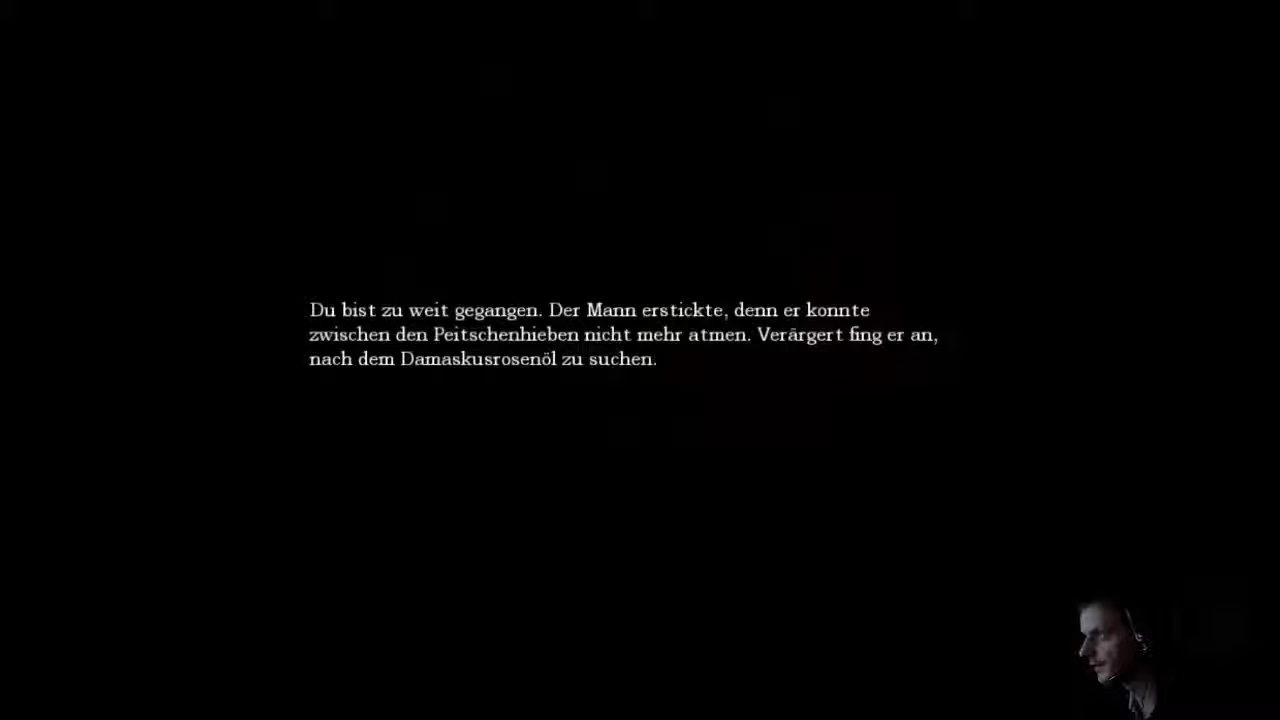 Du bist zu weit gegangen. Der Mann erstickte, denn er konnte
zwischen den Peitschenhieben nicht mehr atmen. Verärgert fing er an,
nach dem Damaskusrosenöl zu suchen.